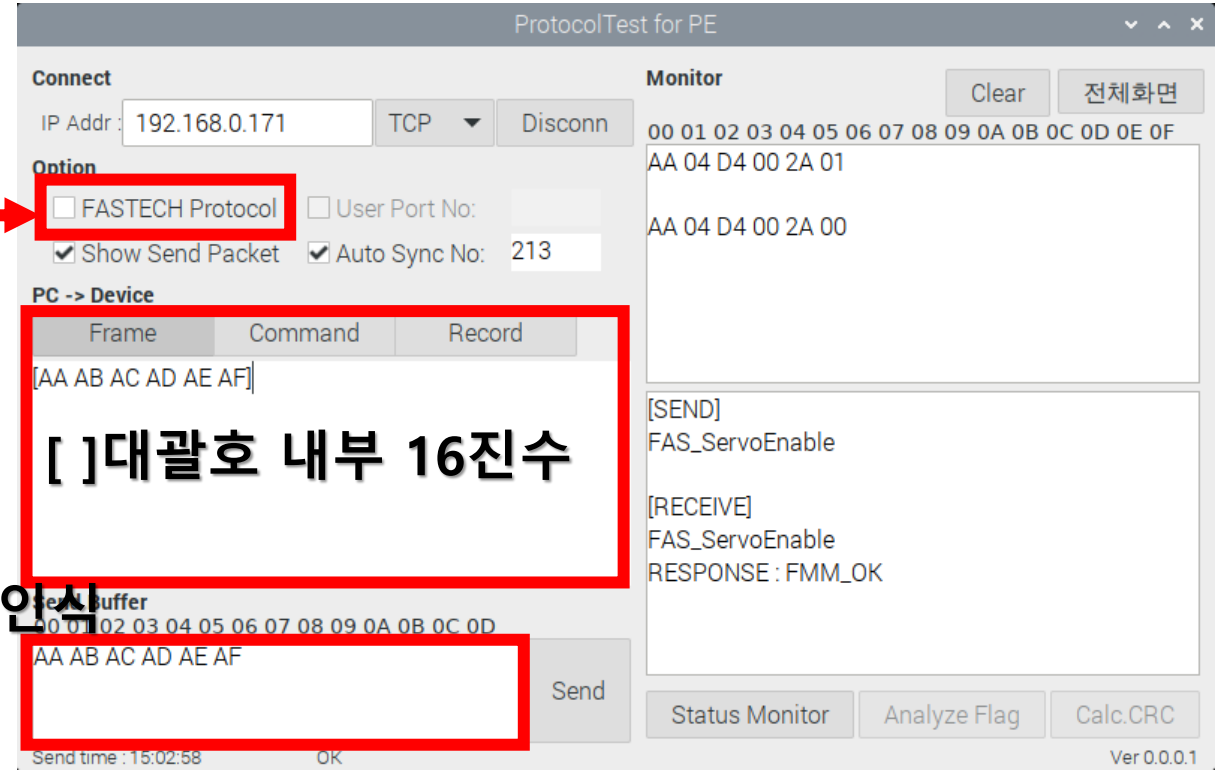 ProtocolTest for PE
Connect
IP Addr : 192.168.0.171 TCP Disconn
Option
FASTECH Protocol User Port No:
Show Send Packet Auto Sync No: 213
PC -> Device
Frame Command Record
[AA AB AC AD AE AF]
[ ]대괄호 내부 16진수
인식
Send Buffer
00 01 02 03 04 05 06 07 08 09 0A 0B 0C 0D
AA AB AC AD AE AF
Send
Send time : 15:02:58 OK
Monitor
Clear 전체화면
00 01 02 03 04 05 06 07 08 09 0A 0B 0C 0D 0E 0F
AA 04 D4 00 2A 01
AA 04 D4 00 2A 00
[SEND]
FAS_ServoEnable
[RECEIVE]
FAS_ServoEnable
RESPONSE : FMM_OK
Status Monitor Analyze Flag Calc.CRC
Ver 0.0.0.1